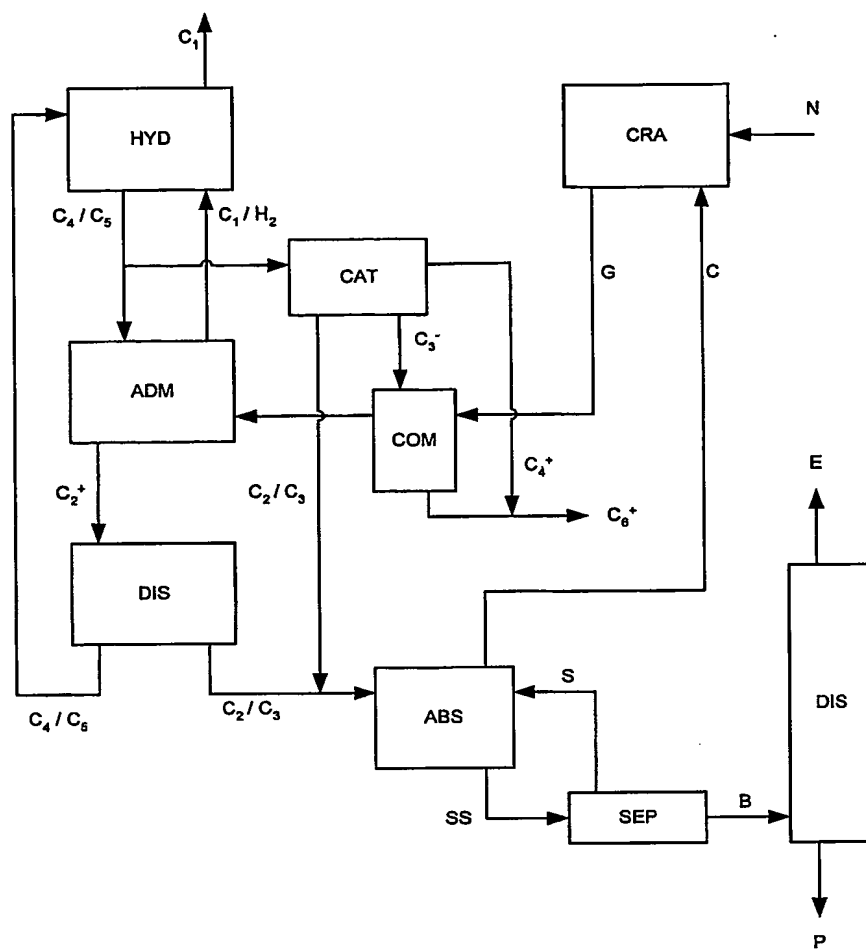 C₁
HYD
CRA
N
C₄ / C₅
C₁ / H₂
CAT
G
C
C₃⁻
ADM
COM
C₂⁺
C₂ / C₃
C₄⁺
C₆⁺
E
DIS
C₄ / C₅
C₂ / C₃
ABS
S
DIS
SS
SEP
B
P